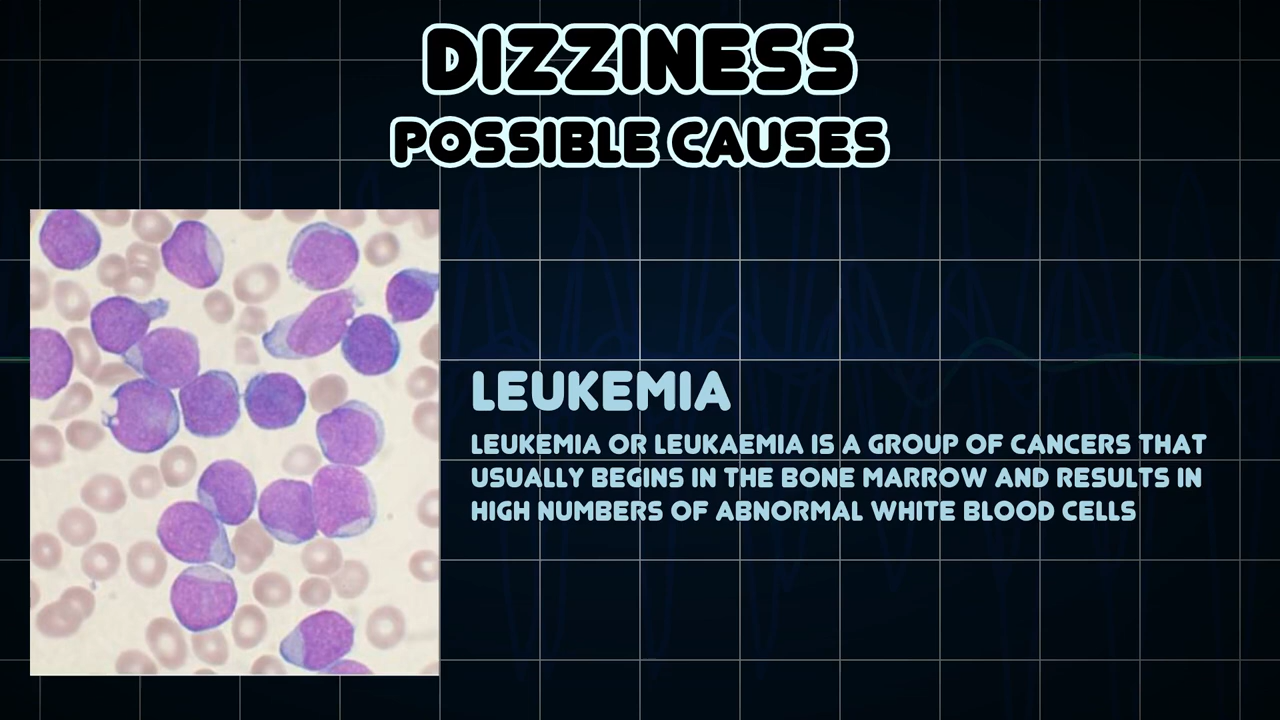 DIZZINESS
POSSIBLE CAUSES
LEUKEMIA
LEUKEMIA OR LEUKAEMIA IS A GROUP OF CANCERS THAT
USUALLY BEGINS IN THE BONE MARROW AND RESULTS IN
HIGH NUMBERS OF ABNORMAL WHITE BLOOD CELLS